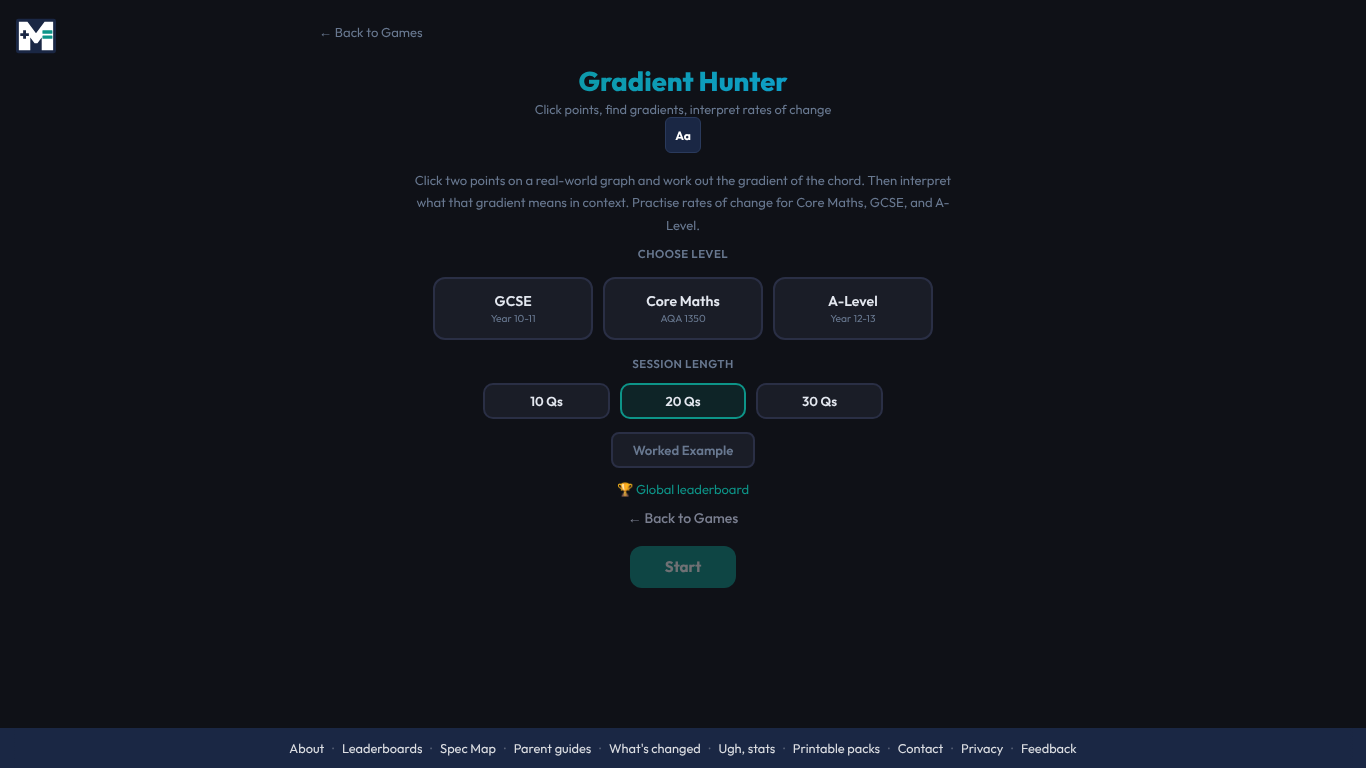 ← Back to Games
Gradient Hunter
Click points, find gradients, interpret rates of change
Aa
Click two points on a real-world graph and work out the gradient of the chord. Then interpret
what that gradient means in context. Practise rates of change for Core Maths, GCSE, and A-
Level.
CHOOSE LEVEL
GCSE
Year 10-11
Core Maths
AQA 1350
A-Level
Year 12-13
SESSION LENGTH
10 Qs
20 Qs
30 Qs
Worked Example
🏆 Global leaderboard
← Back to Games
Start
About · Leaderboards · Spec Map · Parent guides · What's changed · Ugh, stats · Printable packs · Contact · Privacy · Feedback